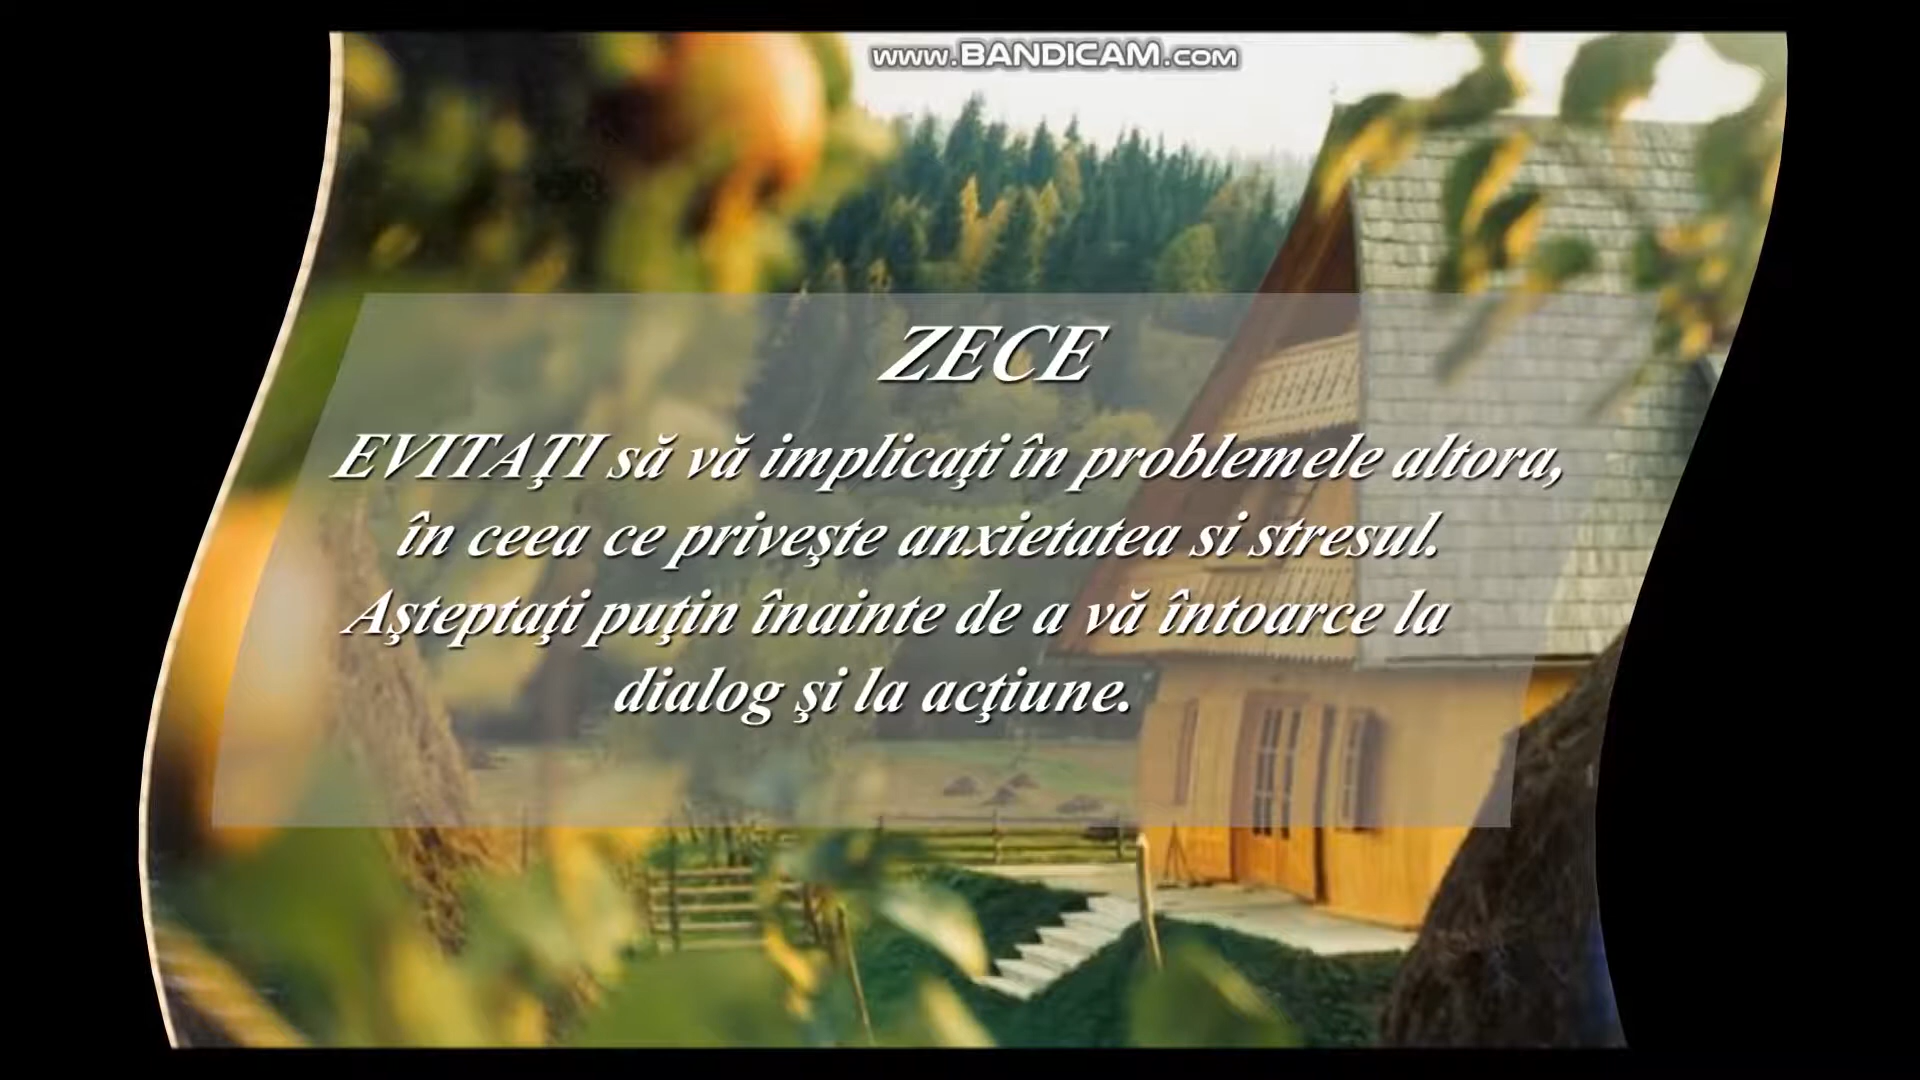 www.BANDICAM.com
ZECE
EVITAŢI să vă implicaţi în problemele altora,
în ceea ce priveşte anxietatea si stresul.
Aşteptaţi puţin înainte de a vă întoarce la
dialog şi la acţiune.